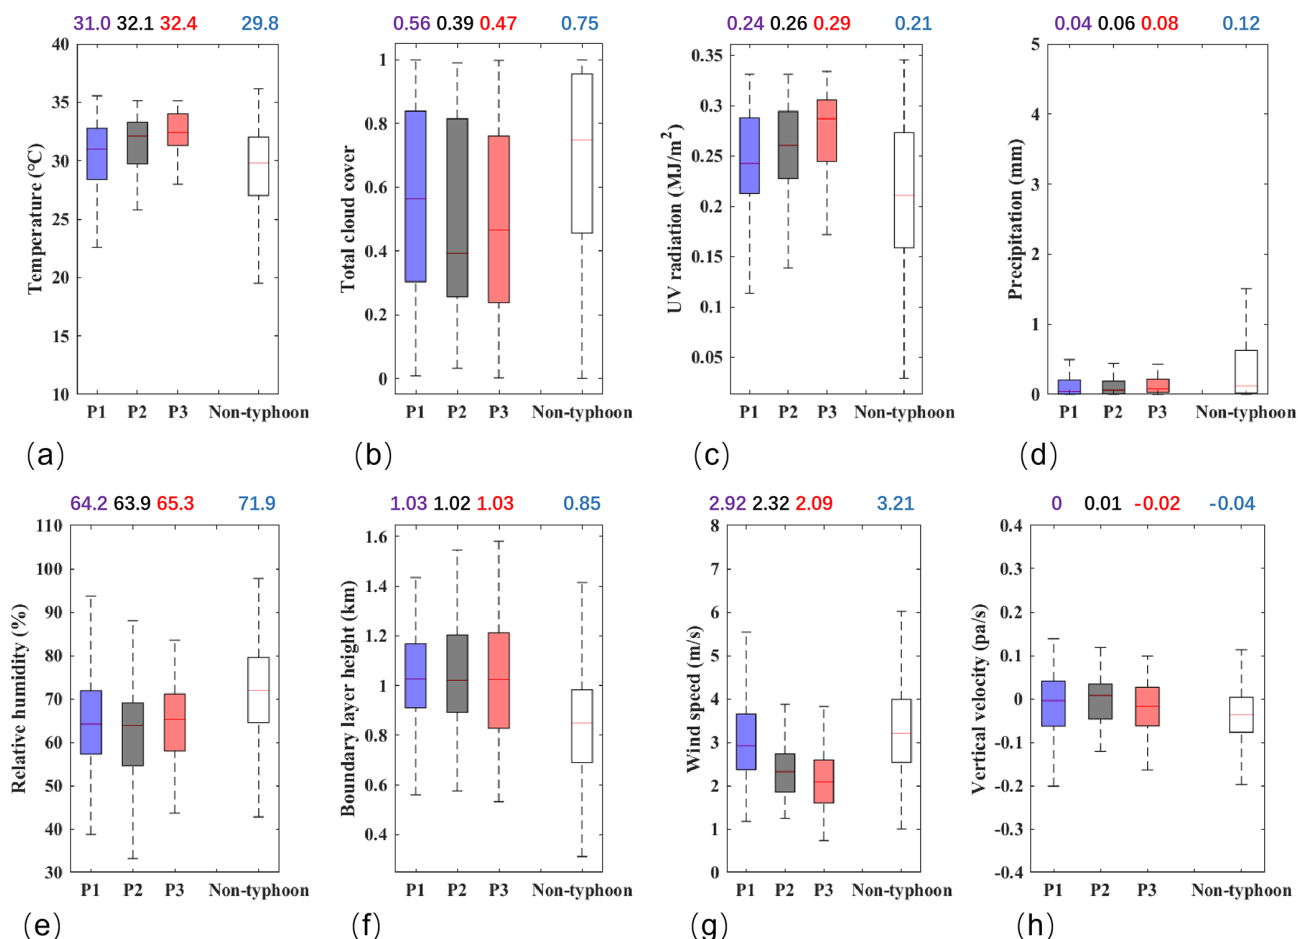 31.0 32.1 32.4 29.8
40
35
30
25
20
15
10
Temperature (°C)
P1 P2 P3 Non-typhoon
(a)
0.56 0.39 0.47 0.75
1
0.8
0.6
0.4
0.2
0
Total cloud cover
P1 P2 P3 Non-typhoon
(b)
0.24 0.26 0.29 0.21
0.35
0.3
0.25
0.2
0.15
0.1
0.05
UV radiation (MJ/m²)
P1 P2 P3 Non-typhoon
(c)
0.04 0.06 0.08 0.12
5
4
3
2
1
0
Precipitation (mm)
P1 P2 P3 Non-typhoon
(d)
64.2 63.9 65.3 71.9
110
100
90
80
70
60
50
40
30
Relative humidity (%)
P1 P2 P3 Non-typhoon
(e)
1.03 1.02 1.03 0.85
1.6
1.4
1.2
1
0.8
0.6
0.4
Boundary layer height (km)
P1 P2 P3 Non-typhoon
(f)
2.92 2.32 2.09 3.21
8
7
6
5
4
3
2
1
0
Wind speed (m/s)
P1 P2 P3 Non-typhoon
(g)
0 0.01 -0.02 -0.04
0.4
0.3
0.2
0.1
0
-0.1
-0.2
-0.3
-0.4
Vertical velocity (pa/s)
P1 P2 P3 Non-typhoon
(h)